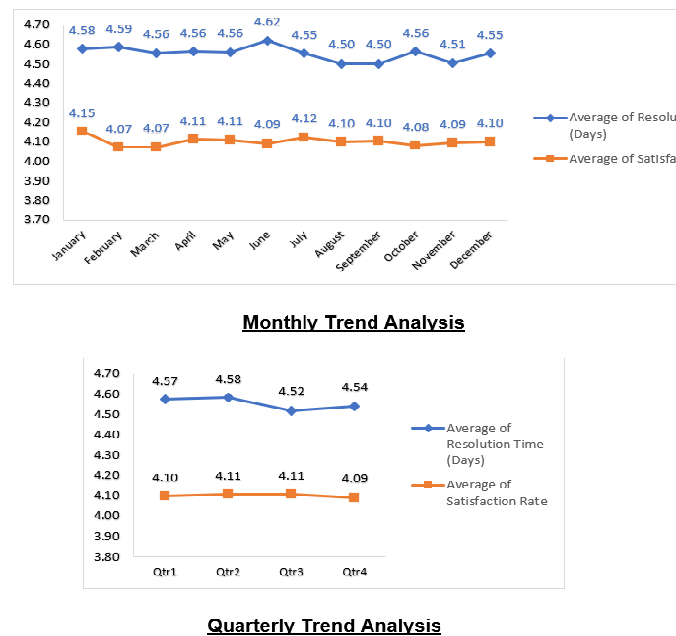 4.70
4.60
4.50
4.40
4.30
4.20
4.10
4.00
3.90
3.80
3.70
4.58 4.59 4.56 4.56 4.56 4.62 4.55 4.50 4.50 4.56 4.51 4.55
4.15 4.07 4.07 4.11 4.11 4.09 4.12 4.10 4.10 4.08 4.09 4.10
January February March April May June July August September October November December
Average of Resolu
(Days)
Average of Satisfa
Monthly Trend Analysis
4.70
4.60
4.50
4.40
4.30
4.20
4.10
4.00
3.90
3.80
4.57 4.58 4.52 4.54
4.10 4.11 4.11 4.09
Qtr1 Qtr2 Qtr3 Qtr4
Average of
Resolution Time
(Days)
Average of
Satisfaction Rate
Quarterly Trend Analysis